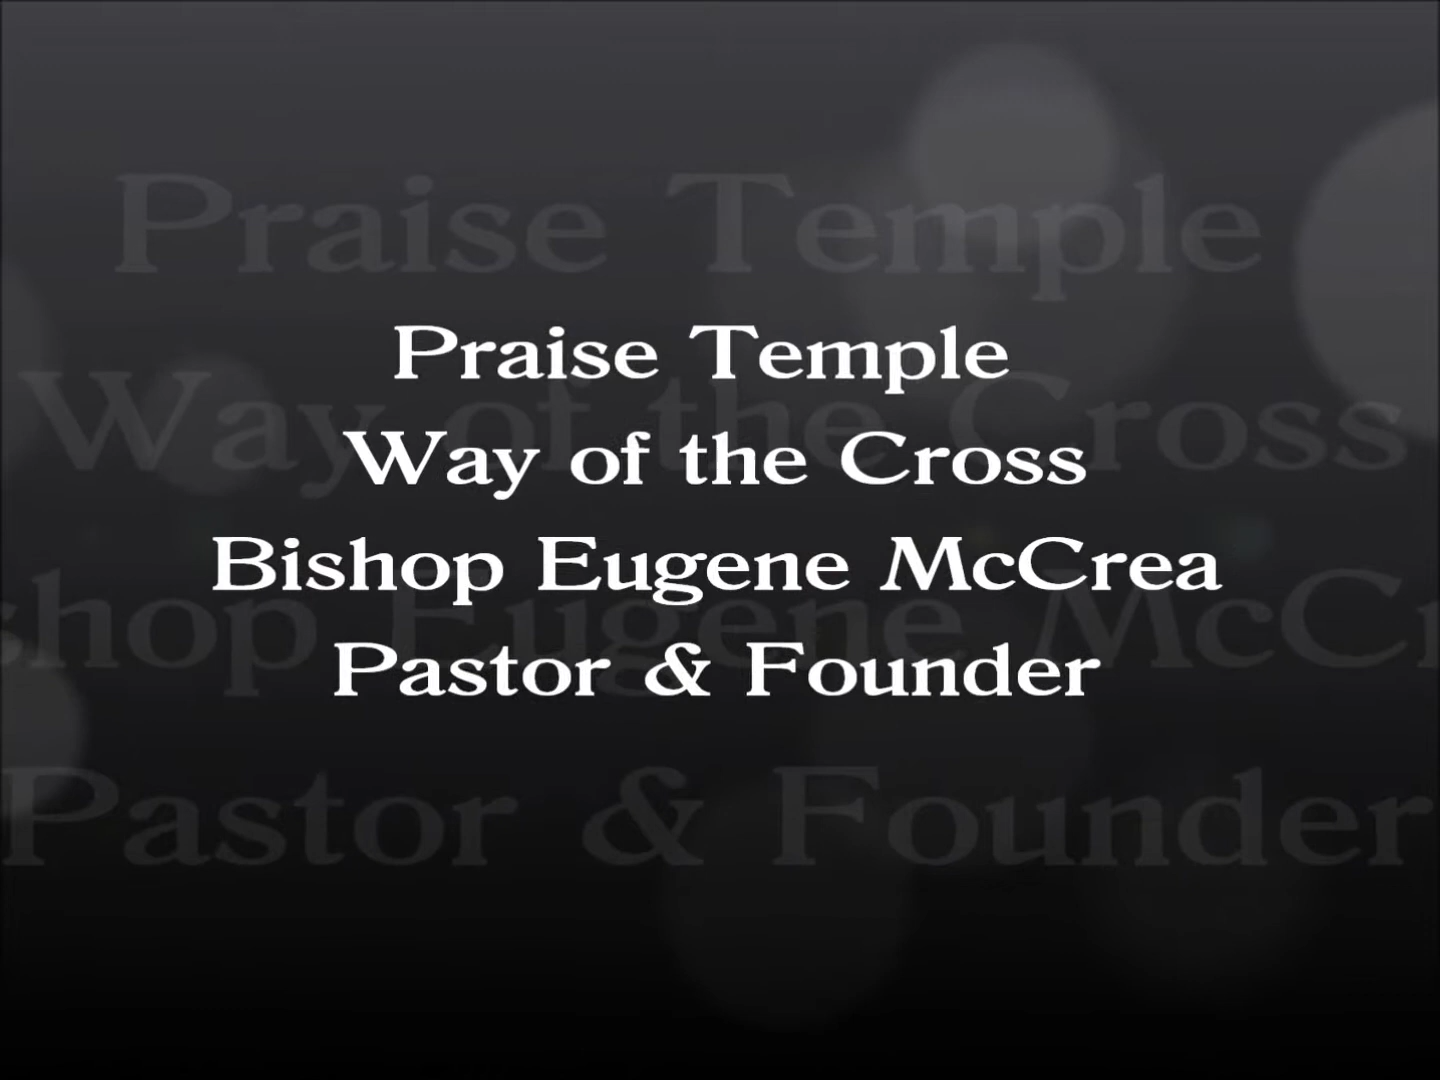 Praise Temple
Way of the Cross
Bishop Eugene McCrea
Pastor & Founder